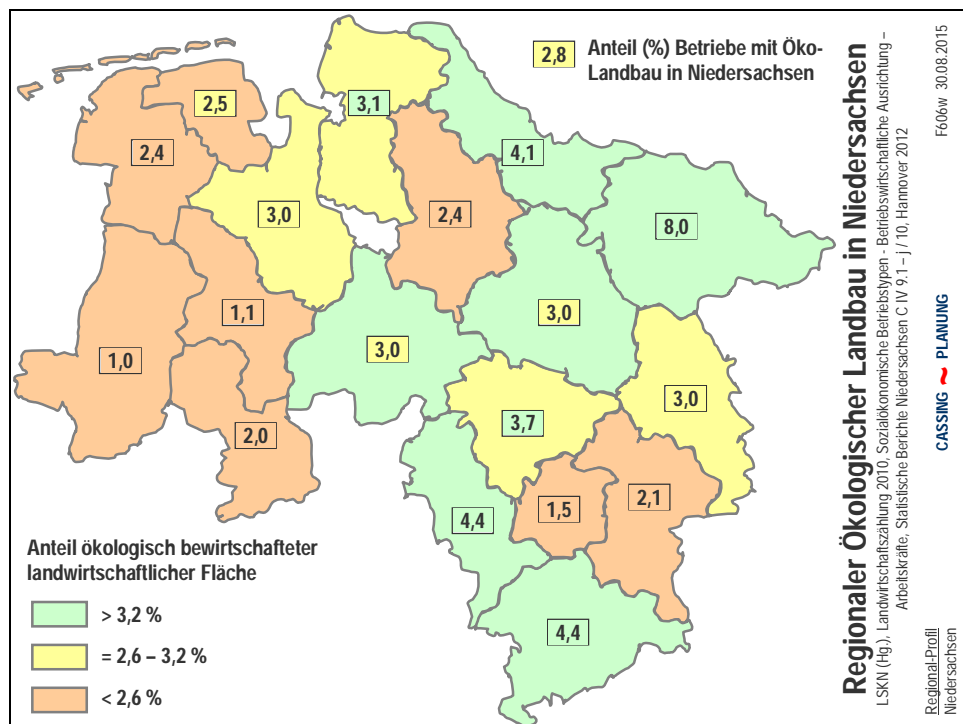 2,8
Anteil (%) Betriebe mit Öko-
Landbau in Niedersachsen
2,5
3,1
2,4
4,1
3,0
2,4
8,0
1,1
3,0
1,0
3,0
3,0
2,0
3,7
4,4
1,5
2,1
4,4
Anteil ökologisch bewirtschafteter
landwirtschaftlicher Fläche
> 3,2 %
= 2,6 – 3,2 %
< 2,6 %
Regionaler Ökologischer Landbau in Niedersachsen
LSKN (Hg.), Landwirtschaftszählung 2010, Sozialökonomische Betriebstypen - Betriebswirtschaftliche Ausrichtung –
Arbeitskräfte, Statistische Berichte Niedersachsen C IV 9.1 – j / 10, Hannover 2012
Regional-Profil
Niedersachsen
CASSING ~ PLANUNG
F606w 30.08.2015